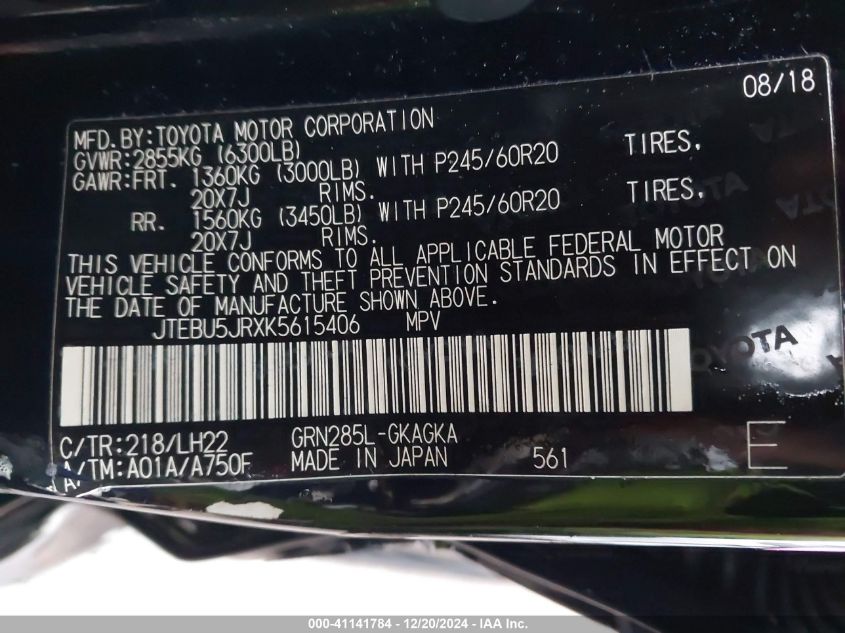 08/18
MFD.BY:TOYOTA MOTOR CORPORATION
GVWR:2855KG (6300LB)
GAWR:FRT. 1360KG (3000LB) WITH P245/60R20 TIRES.
20X7J RIMS.
RR. 1560KG (3450LB) WITH P245/60R20 TIRES.
20X7J RIMS.
THIS VEHICLE CONFORMS TO ALL APPLICABLE FEDERAL MOTOR
VEHICLE SAFETY AND THEFT PREVENTION STANDARDS IN EFFECT ON
THE DATE OF MANUFACTURE SHOWN ABOVE.
JTEBU5JRXK5615406 MPV
TOYOTA
C/TR:218/LH22 GRN285L-GKAGKA
A/TM:A01A/A750F MADE IN JAPAN 561 E
000-41141784 - 12/20/2024 - IAA Inc.